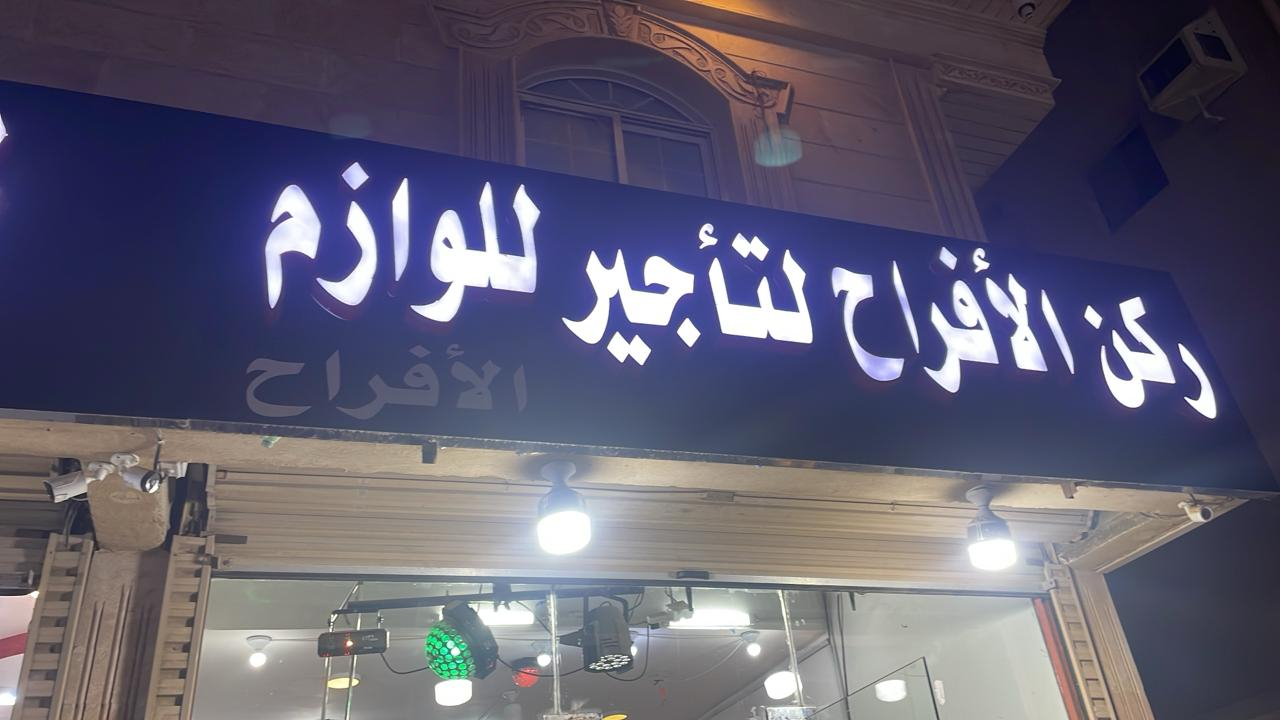 ركن الأفراح لتأجير للوازم
الأفراح